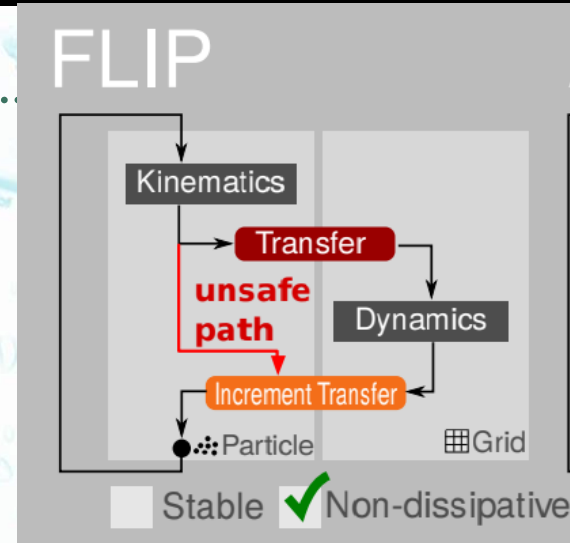 FLIP
Kinematics
Transfer
unsafe
path
Dynamics
Increment Transfer
Particle
Grid
Stable
Non-dissipative